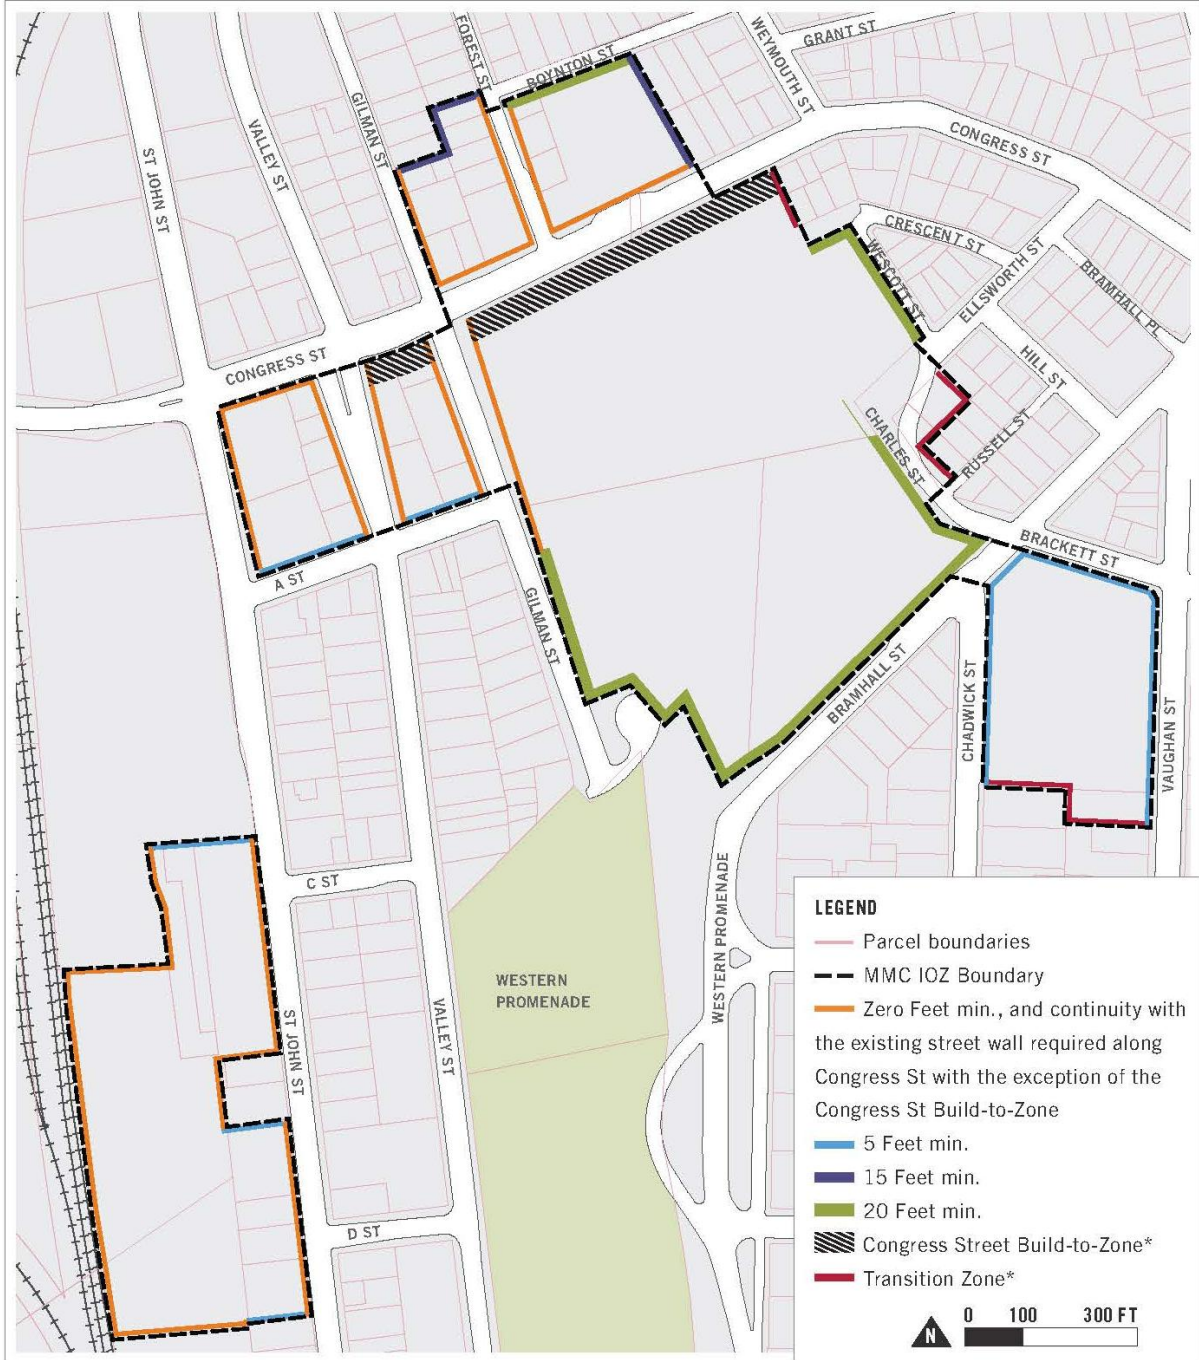 FOREST ST
BOYNTON ST
WEYMOUTH ST
GRANT ST
GILMAN ST
VALLEY ST
ST JOHN ST
CONGRESS ST
CRESCENT ST
WESCOTT ST
ELLSWORTH ST
BRAMHALL PL
HILL ST
CONGRESS ST
CHARLES ST
RUSSELL ST
BRACKETT ST
A ST
GILMAN ST
BRAMHALL ST
CHADWICK ST
VAUGHAN ST
C ST
WESTERN PROMENADE
WESTERN
PROMENADE
VALLEY ST
ST JOHN ST
D ST
LEGEND
Parcel boundaries
MMC IOZ Boundary
Zero Feet min., and continuity with
the existing street wall required along
Congress St with the exception of the
Congress St Build-to-Zone
5 Feet min.
15 Feet min.
20 Feet min.
Congress Street Build-to-Zone*
Transition Zone*
N
0 100 300 FT